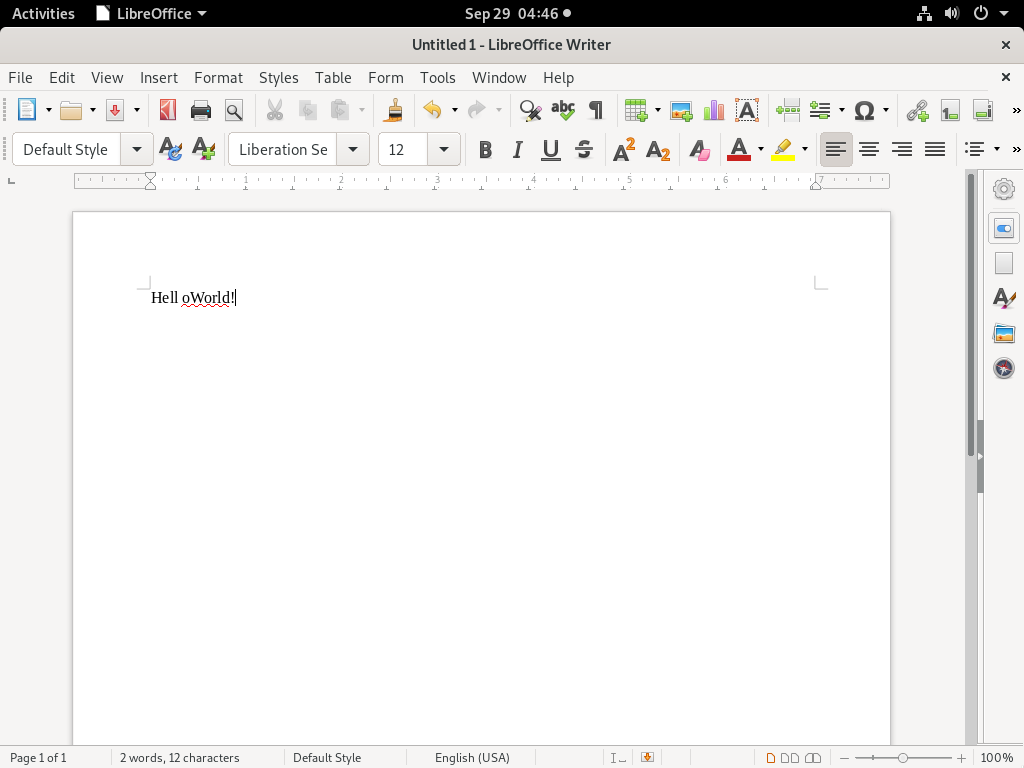 Activities LibreOffice Sep 29 04:46
Untitled 1 - LibreOffice Writer
File Edit View Insert Format Styles Table Form Tools Window Help
Default Style Liberation Se 12
1 2 3 4 5 6 7
Hell oWorld!
Page 1 of 1 2 words, 12 characters Default Style English (USA) 100%